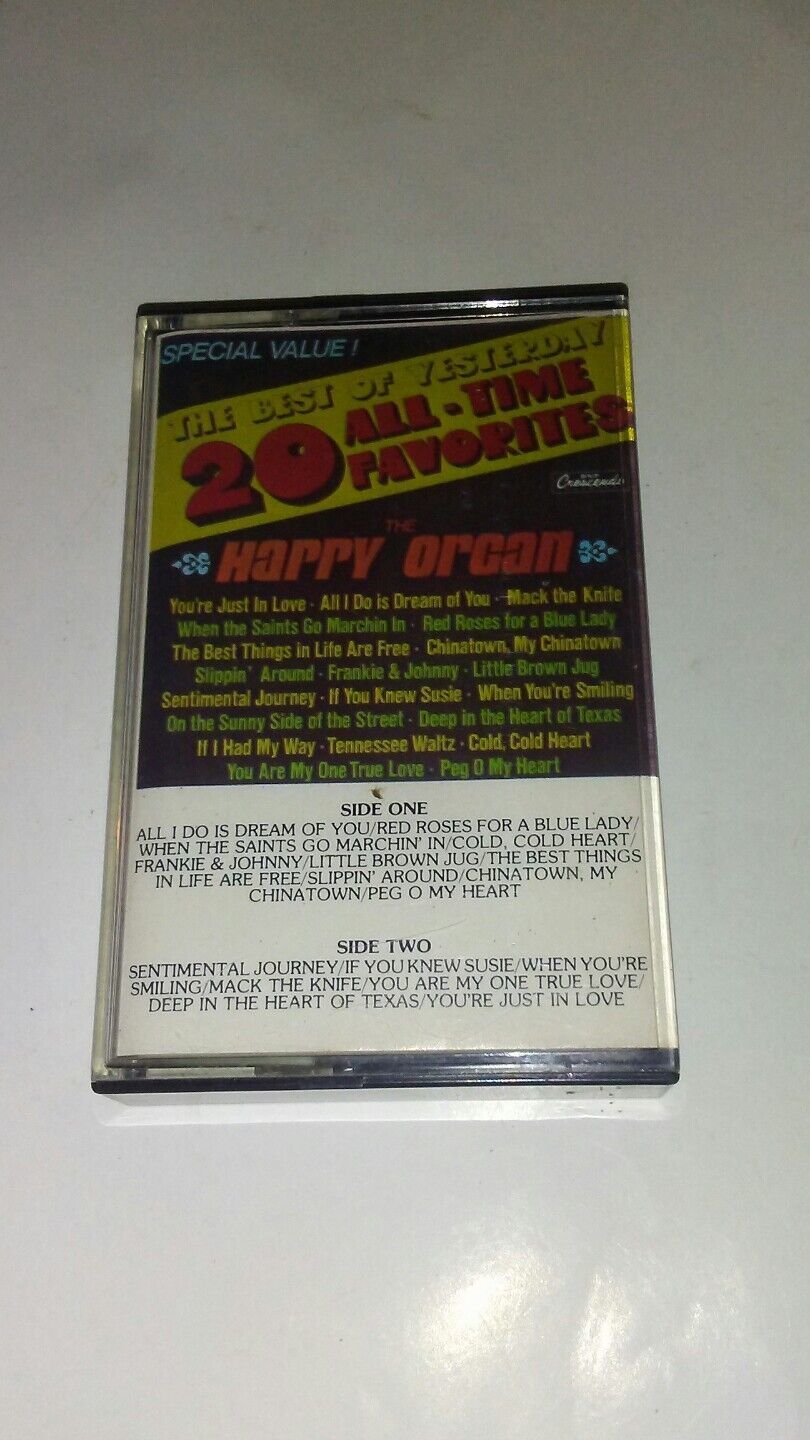 SPECIAL VALUE!
THE BEST OF YESTERDAY
20 ALL-TIME
FAVORITES
Crescendo
THE
Happy Organ
You're Just In Love · All I Do is Dream of You · Mack the Knife
When the Saints Go Marchin In · Red Roses for a Blue Lady
The Best Things in Life Are Free · Chinatown, My Chinatown
Slippin' Around · Frankie & Johnny · Little Brown Jug
Sentimental Journey · If You Knew Susie · When You're Smiling
On the Sunny Side of the Street · Deep in the Heart of Texas
If I Had My Way · Tennessee Waltz · Cold, Cold Heart
You Are My One True Love · Peg O My Heart
SIDE ONE
ALL I DO IS DREAM OF YOU/RED ROSES FOR A BLUE LADY/
WHEN THE SAINTS GO MARCHIN' IN/COLD, COLD HEART/
FRANKIE & JOHNNY/LITTLE BROWN JUG/THE BEST THINGS
IN LIFE ARE FREE/SLIPPIN' AROUND/CHINATOWN, MY
CHINATOWN/PEG O MY HEART
SIDE TWO
SENTIMENTAL JOURNEY/IF YOU KNEW SUSIE/WHEN YOU'RE
SMILING/MACK THE KNIFE/YOU ARE MY ONE TRUE LOVE/
DEEP IN THE HEART OF TEXAS/YOU'RE JUST IN LOVE